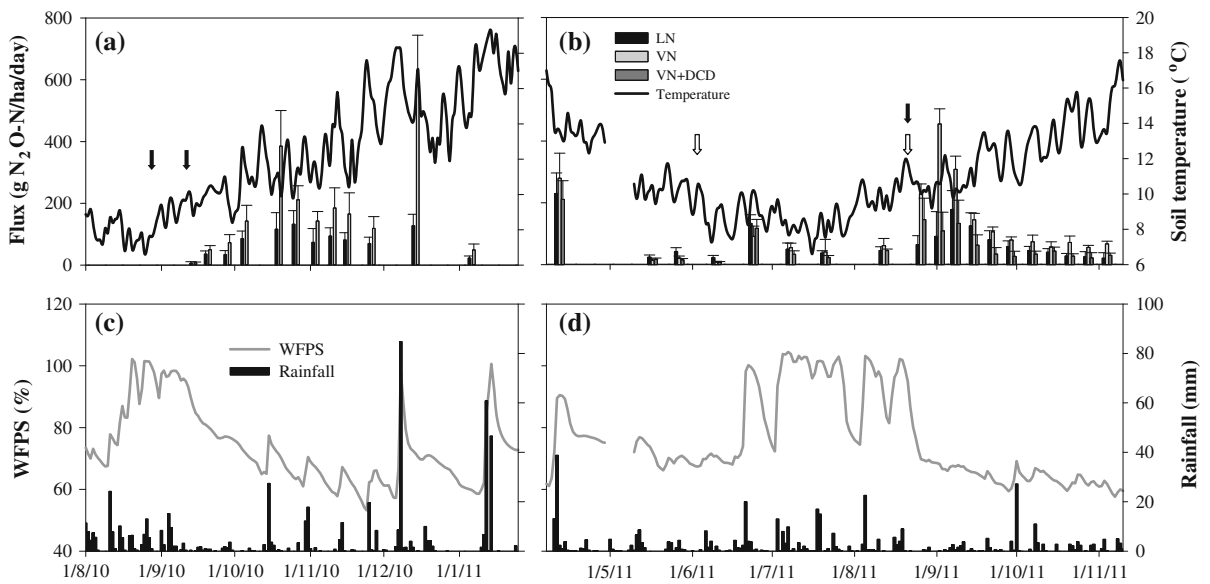 (a)
(b)
Flux (g N₂O-N/ha/day)
800
600
400
200
0
LN
VN
VN+DCD
Temperature
Soil temperature (°C)
20
18
16
14
12
10
8
6
(c)
(d)
WFPS (%)
120
100
80
60
40
WFPS
Rainfall
Rainfall (mm)
100
80
60
40
20
0
1/8/10 1/9/10 1/10/10 1/11/10 1/12/10 1/1/11
1/5/11 1/6/11 1/7/11 1/8/11 1/9/11 1/10/11 1/11/11